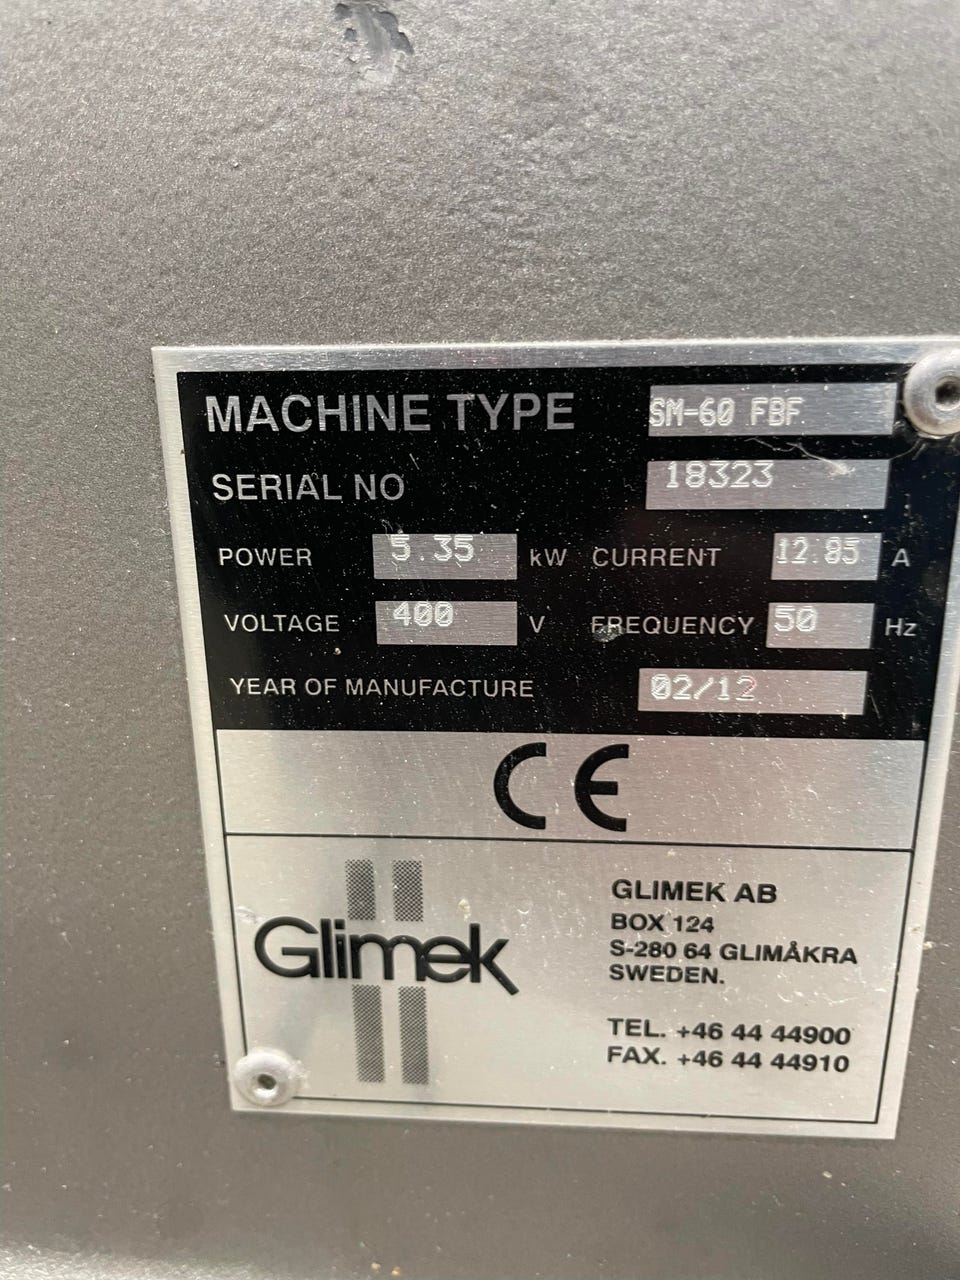 MACHINE TYPE SM-60 FBF
SERIAL NO 18323
POWER 5.35 kW CURRENT 12.85 A
VOLTAGE 400 V FREQUENCY 50 Hz
YEAR OF MANUFACTURE 02/12
CE
Glimek
GLIMEK AB
BOX 124
S-280 64 GLIMÅKRA
SWEDEN.
TEL. +46 44 44900
FAX. +46 44 44910